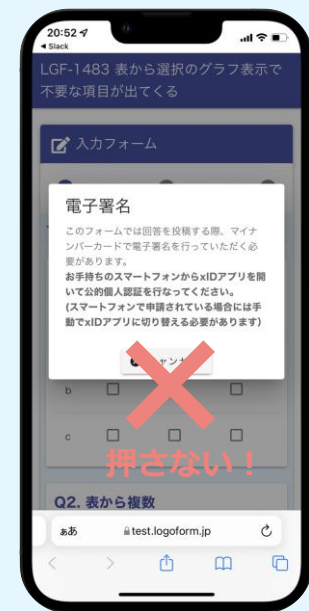 20:52
◀ Slack
LGF-1483 表から選択のグラフ表示で
不要な項目が出てくる
入力フォーム
電子署名
このフォームでは回答を投稿する際、マイナ
ンバーカードで電子署名を行っていただく必
要があります。
お手持ちのスマートフォンからxIDアプリを開
いて公的個人認証を行なってください。
(スマートフォンで申請されている場合には手
動でxIDアプリに切り替える必要があります)
b
c
押さない！
Q2. 表から複数
ぁあ test.logoform.jp